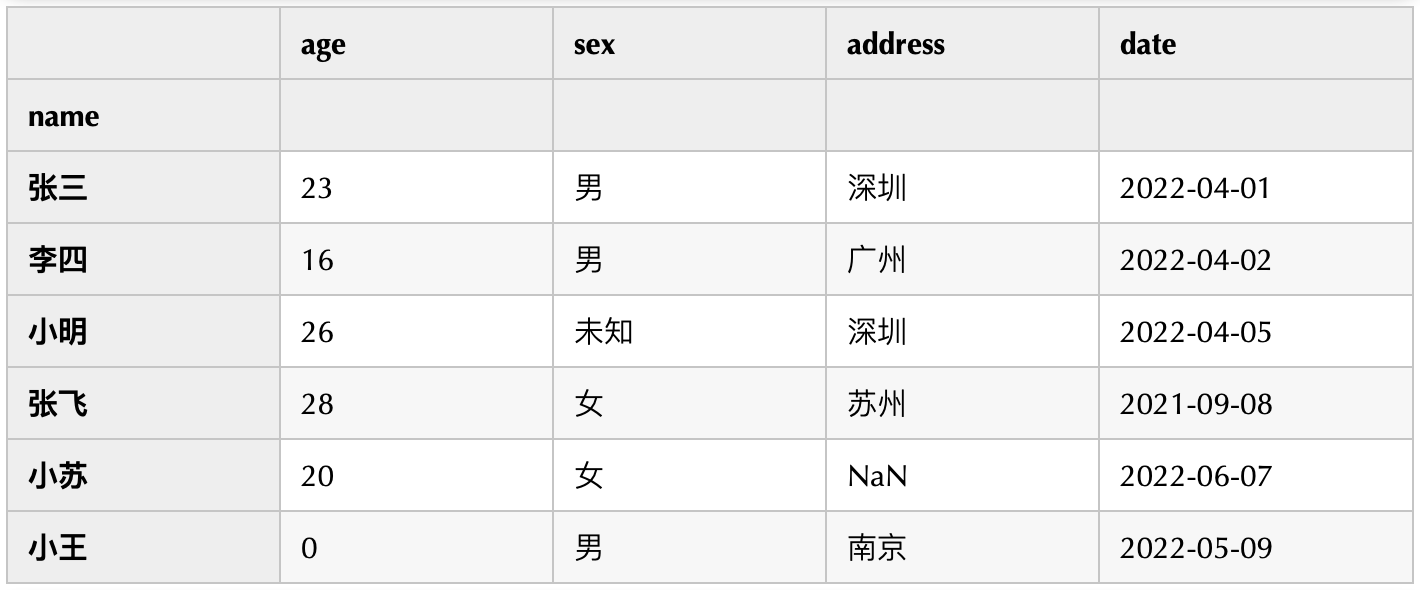 age sex address date
name
张三 23 男 深圳 2022-04-01
李四 16 男 广州 2022-04-02
小明 26 未知 深圳 2022-04-05
张飞 28 女 苏州 2021-09-08
小苏 20 女 NaN 2022-06-07
小王 0 男 南京 2022-05-09